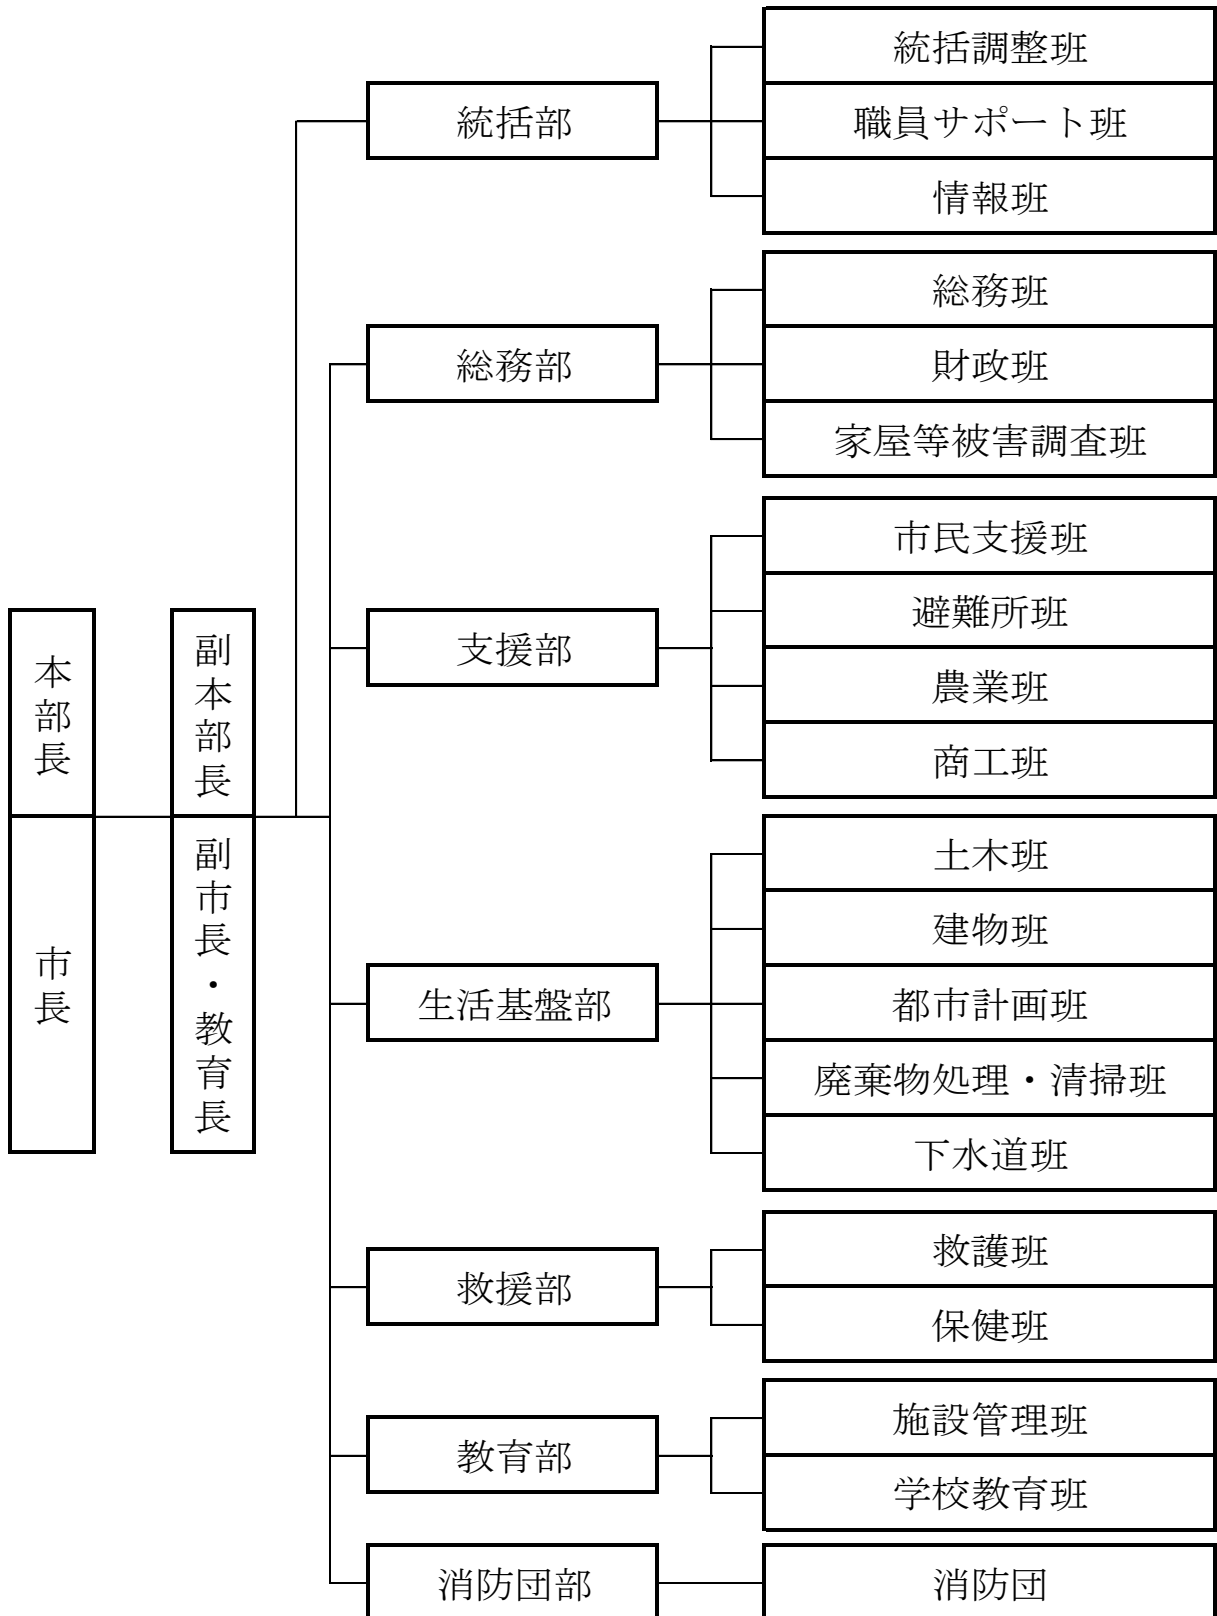 本部長
市長
副本部長
副市長・教育長
統括部
統括調整班
職員サポート班
情報班
総務部
総務班
財政班
家屋等被害調査班
支援部
市民支援班
避難所班
農業班
商工班
生活基盤部
土木班
建物班
都市計画班
廃棄物処理・清掃班
下水道班
救援部
救護班
保健班
教育部
施設管理班
学校教育班
消防団部
消防団